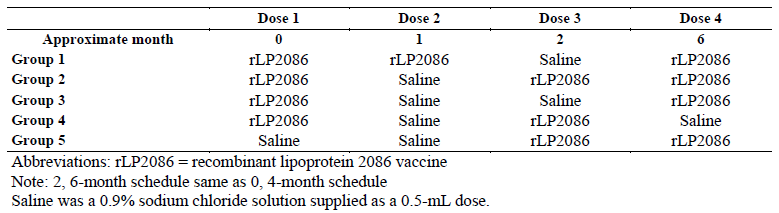 Dose 1 Dose 2 Dose 3 Dose 4
Approximate month 0 1 2 6
Group 1 rLP2086 rLP2086 Saline rLP2086
Group 2 rLP2086 Saline rLP2086 rLP2086
Group 3 rLP2086 Saline Saline rLP2086
Group 4 rLP2086 Saline rLP2086 Saline
Group 5 Saline Saline rLP2086 rLP2086
Abbreviations: rLP2086 = recombinant lipoprotein 2086 vaccine
Note: 2, 6-month schedule same as 0, 4-month schedule
Saline was a 0.9% sodium chloride solution supplied as a 0.5-mL dose.